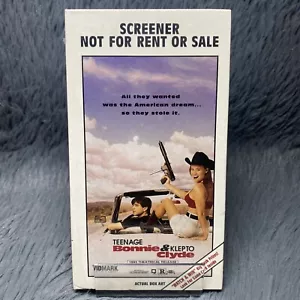 SCREENER
NOT FOR RENT OR SALE
All they wanted
was the American dream...
so they stole it.
TEENAGE
Bonnie & KLEPTO
Clyde
VIDMARK
R
ACTUAL BOX ART